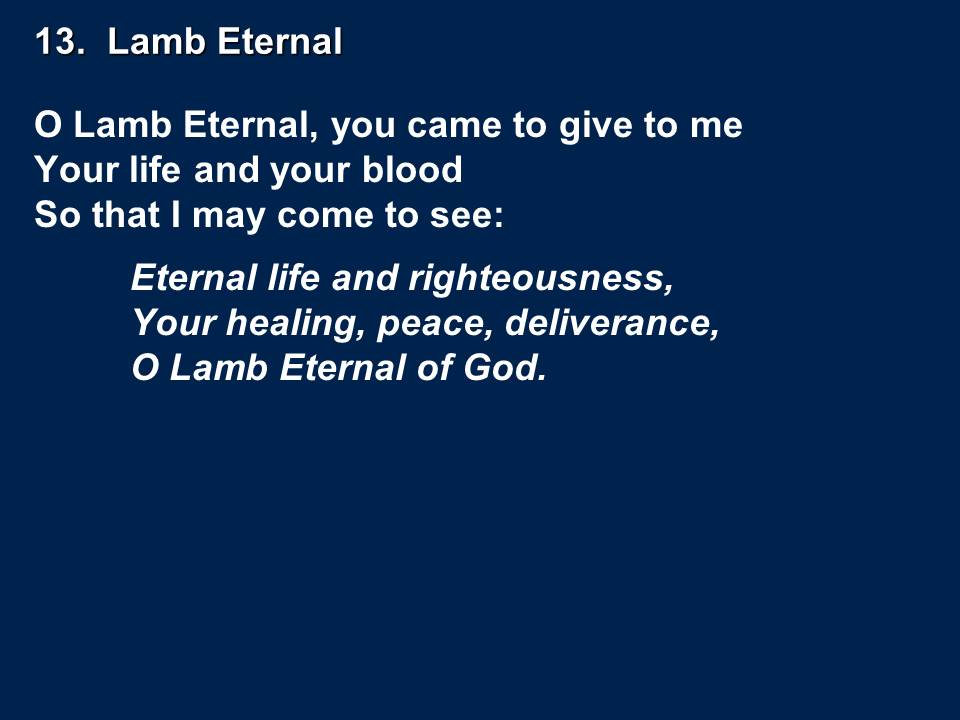 13. Lamb Eternal
O Lamb Eternal, you came to give to me
Your life and your blood
So that I may come to see:
Eternal life and righteousness,
Your healing, peace, deliverance,
O Lamb Eternal of God.